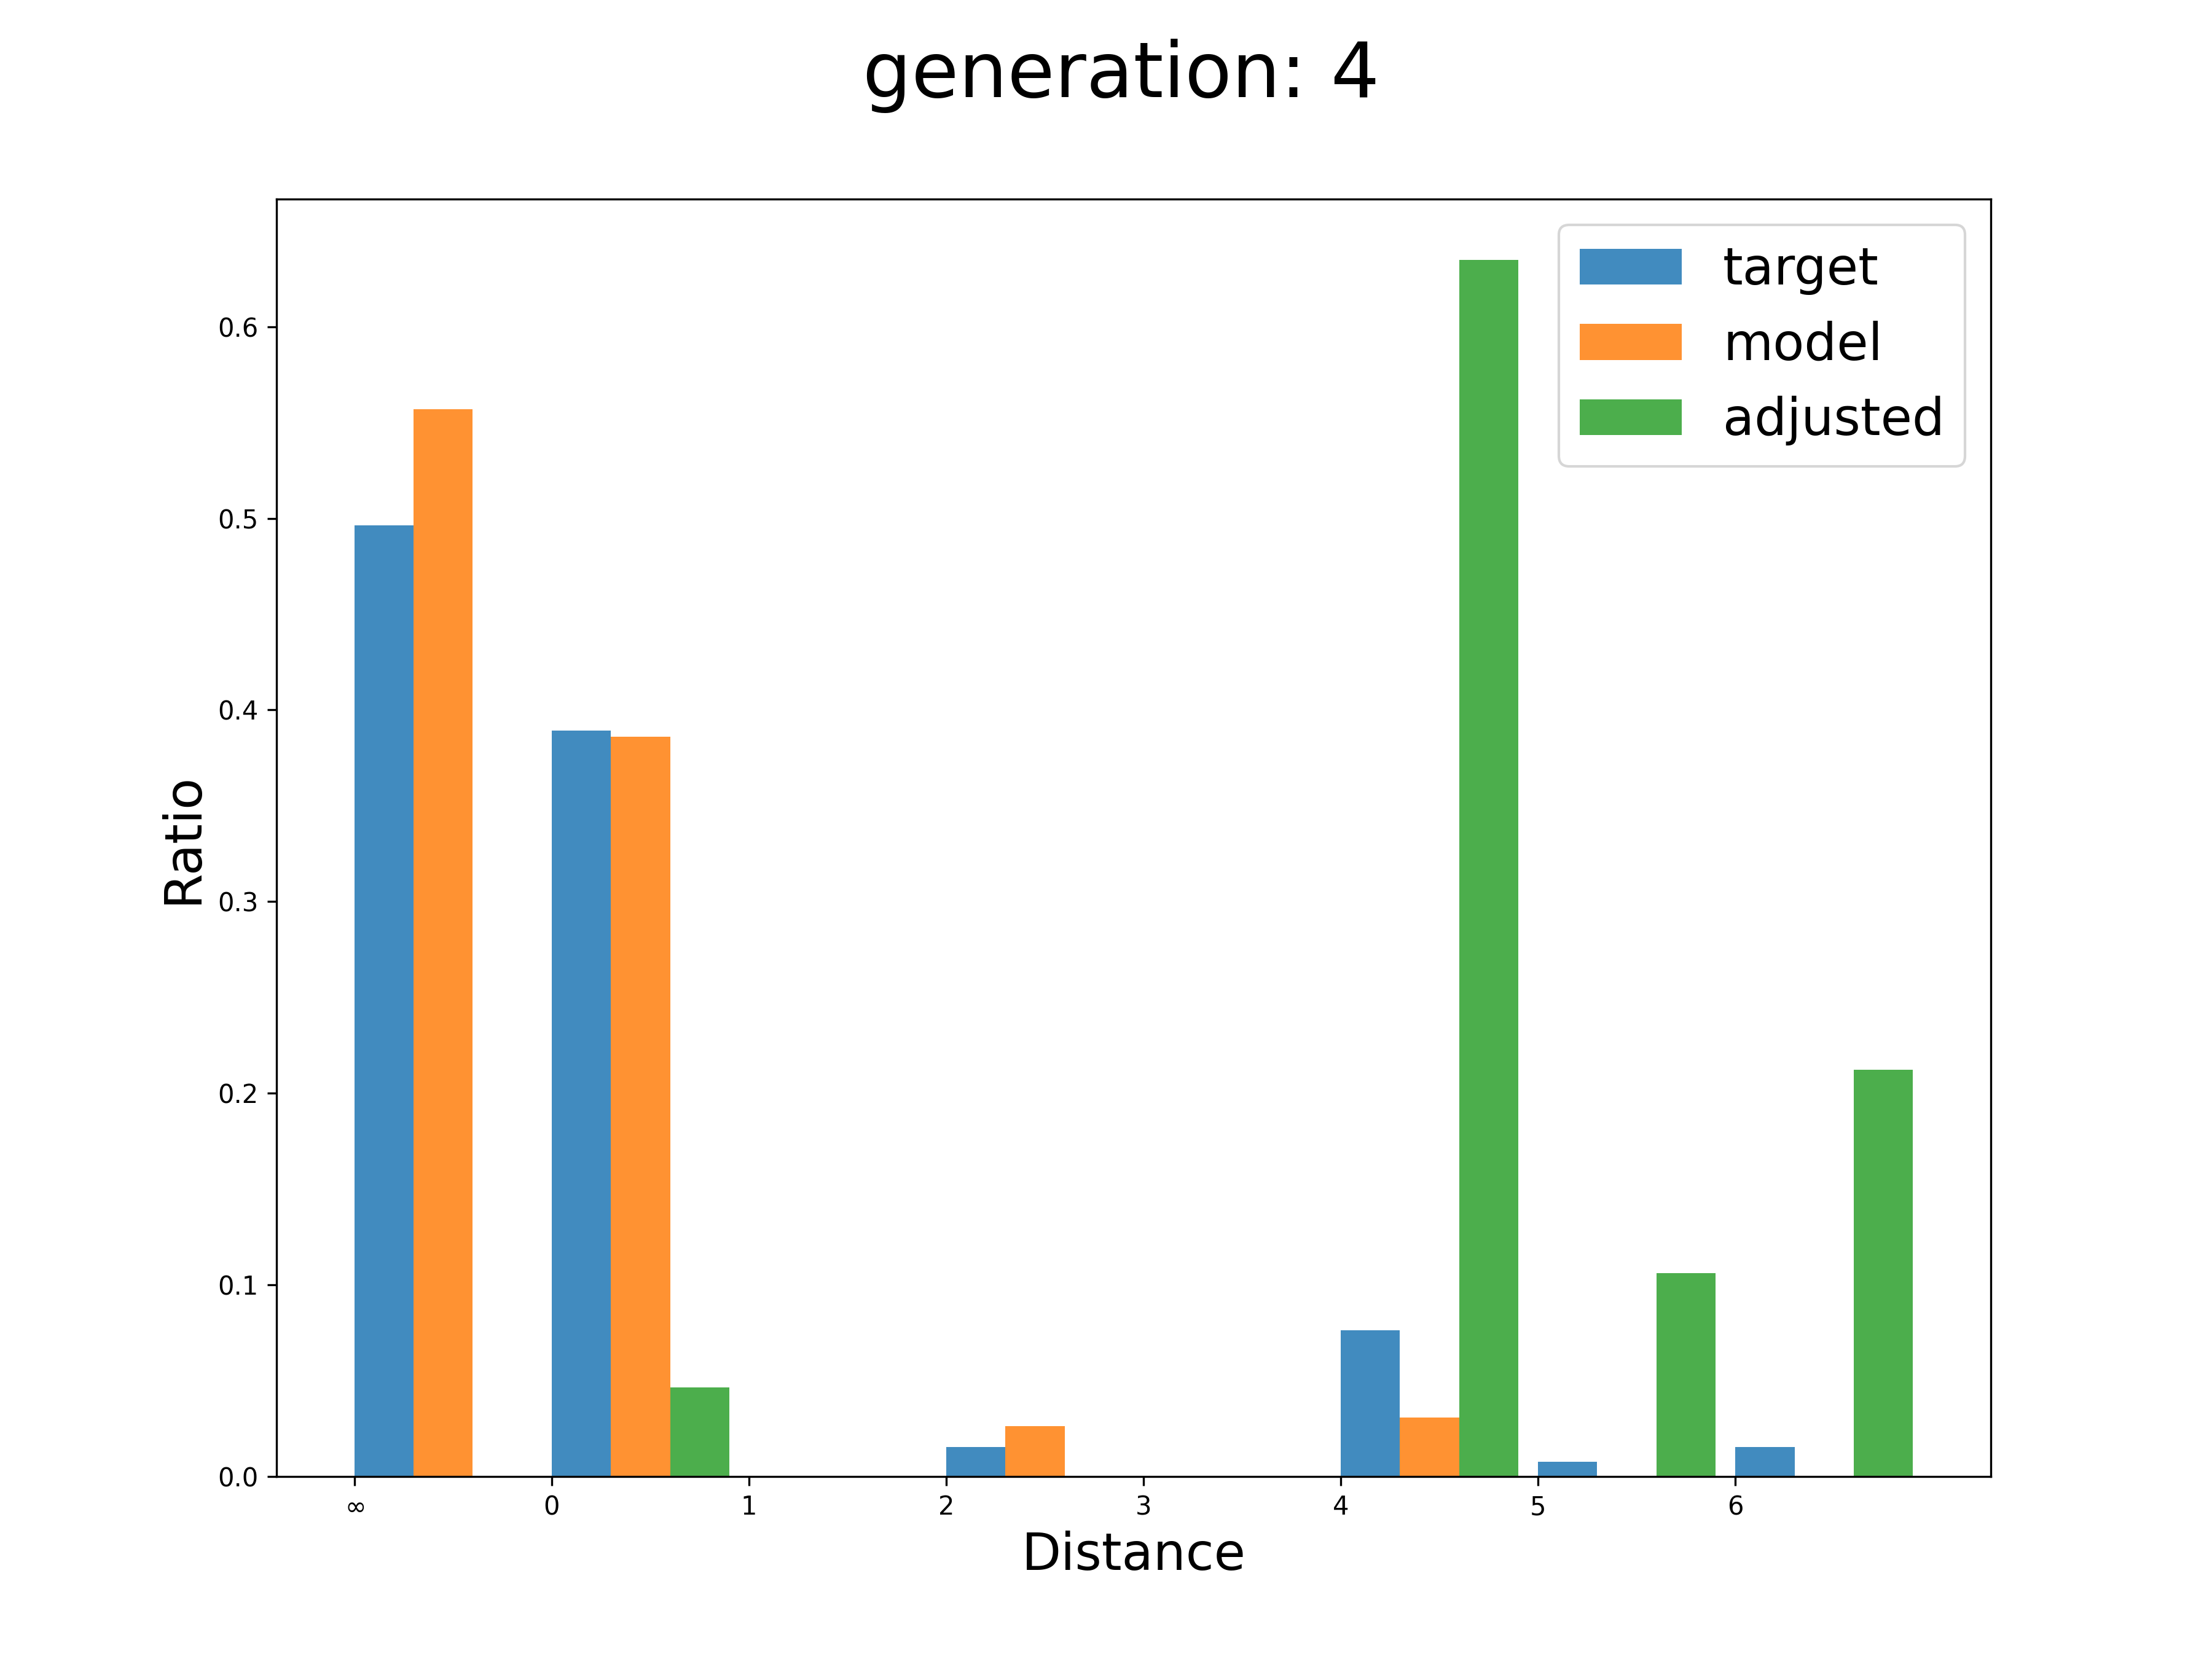 generation: 4
target
model
adjusted
0.6
0.5
0.4
0.3
0.2
0.1
0.0
Ratio
∞ 0 1 2 3 4 5 6
Distance